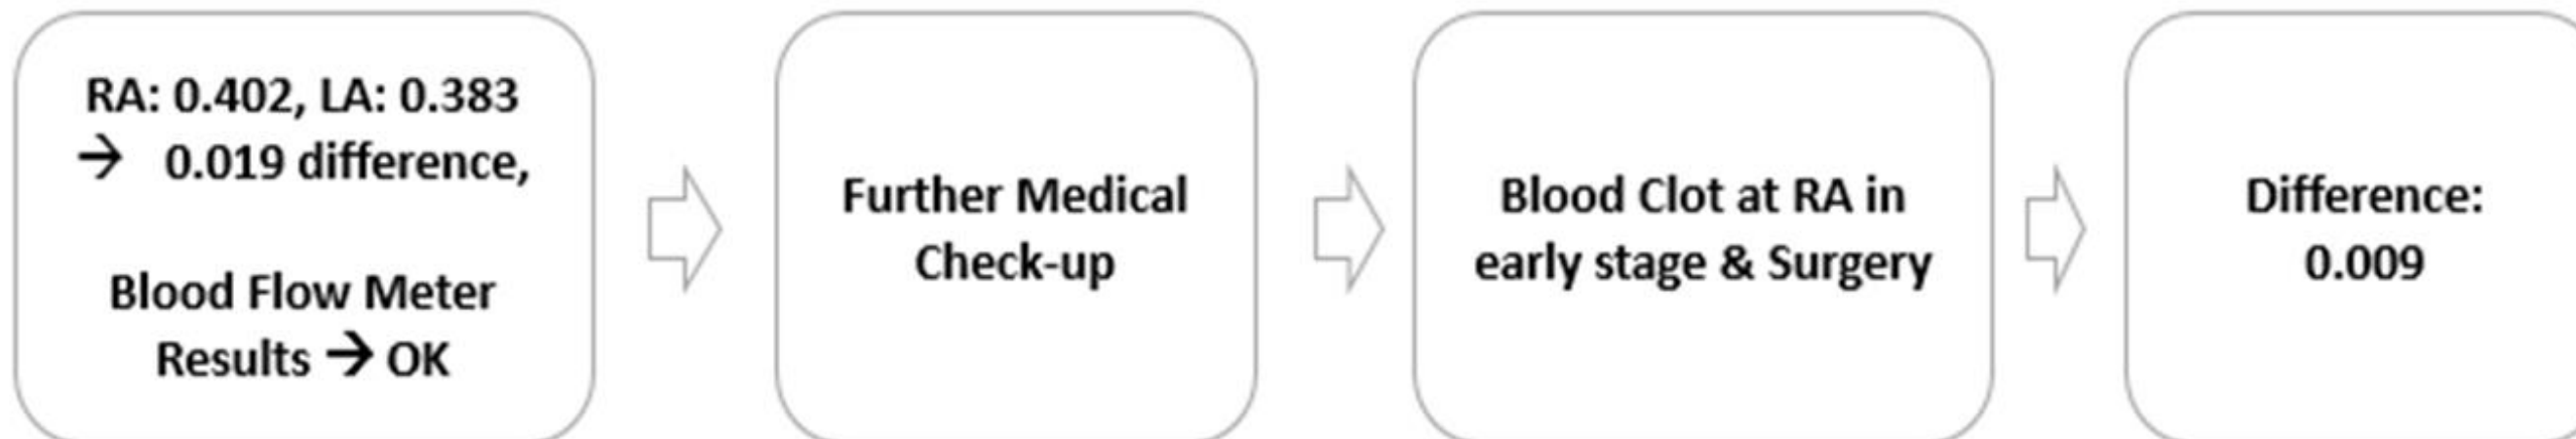 RA: 0.402, LA: 0.383
→ 0.019 difference,
Blood Flow Meter
Results → OK
Further Medical
Check-up
Blood Clot at RA in
early stage & Surgery
Difference:
0.009